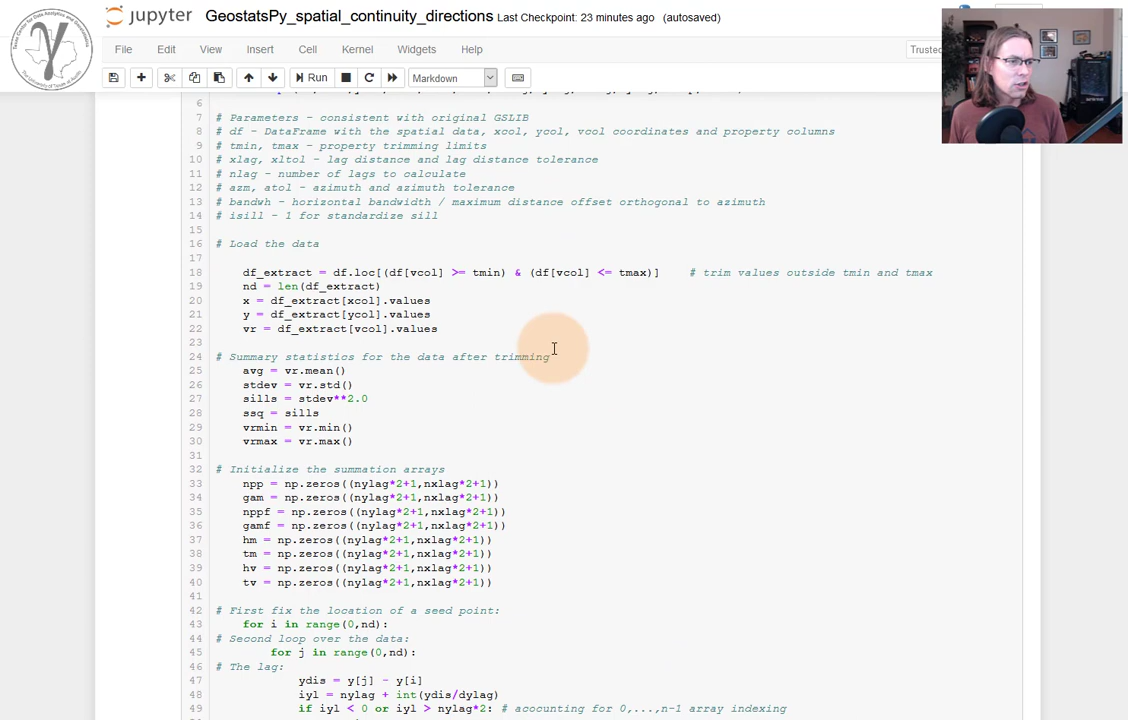 jupyter GeostatsPy_spatial_continuity_directions Last Checkpoint: 23 minutes ago (autosaved)
File Edit View Insert Cell Kernel Widgets Help Trusted
Run Markdown
6
7 # Parameters - consistent with original GSLIB
8 # df - DataFrame with the spatial data, xcol, ycol, vcol coordinates and property columns
9 # tmin, tmax - property trimming limits
10 # xlag, xltol - lag distance and lag distance tolerance
11 # nlag - number of lags to calculate
12 # azm, atol - azimuth and azimuth tolerance
13 # bandwh - horizontal bandwidth / maximum distance offset orthogonal to azimuth
14 # isill - 1 for standardize sill
15
16 # Load the data
17
18 df_extract = df.loc[(df[vcol] >= tmin) & (df[vcol] <= tmax)] # trim values outside tmin and tmax
19 nd = len(df_extract)
20 x = df_extract[xcol].values
21 y = df_extract[ycol].values
22 vr = df_extract[vcol].values
23
24 # Summary statistics for the data after trimming
25 avg = vr.mean()
26 stdev = vr.std()
27 sills = stdev**2.0
28 ssq = sills
29 vrmin = vr.min()
30 vrmax = vr.max()
31
32 # Initialize the summation arrays
33 npp = np.zeros((nylag*2+1,nxlag*2+1))
34 gam = np.zeros((nylag*2+1,nxlag*2+1))
35 nppf = np.zeros((nylag*2+1,nxlag*2+1))
36 gamf = np.zeros((nylag*2+1,nxlag*2+1))
37 hm = np.zeros((nylag*2+1,nxlag*2+1))
38 tm = np.zeros((nylag*2+1,nxlag*2+1))
39 hv = np.zeros((nylag*2+1,nxlag*2+1))
40 tv = np.zeros((nylag*2+1,nxlag*2+1))
41
42 # First fix the location of a seed point:
43 for i in range(0,nd):
44 # Second loop over the data:
45 for j in range(0,nd):
46 # The lag:
47 ydis = y[j] - y[i]
48 iyl = nylag + int(ydis/dylag)
49 if iyl < 0 or iyl > nylag*2: # acocunting for 0,...,n-1 array indexing